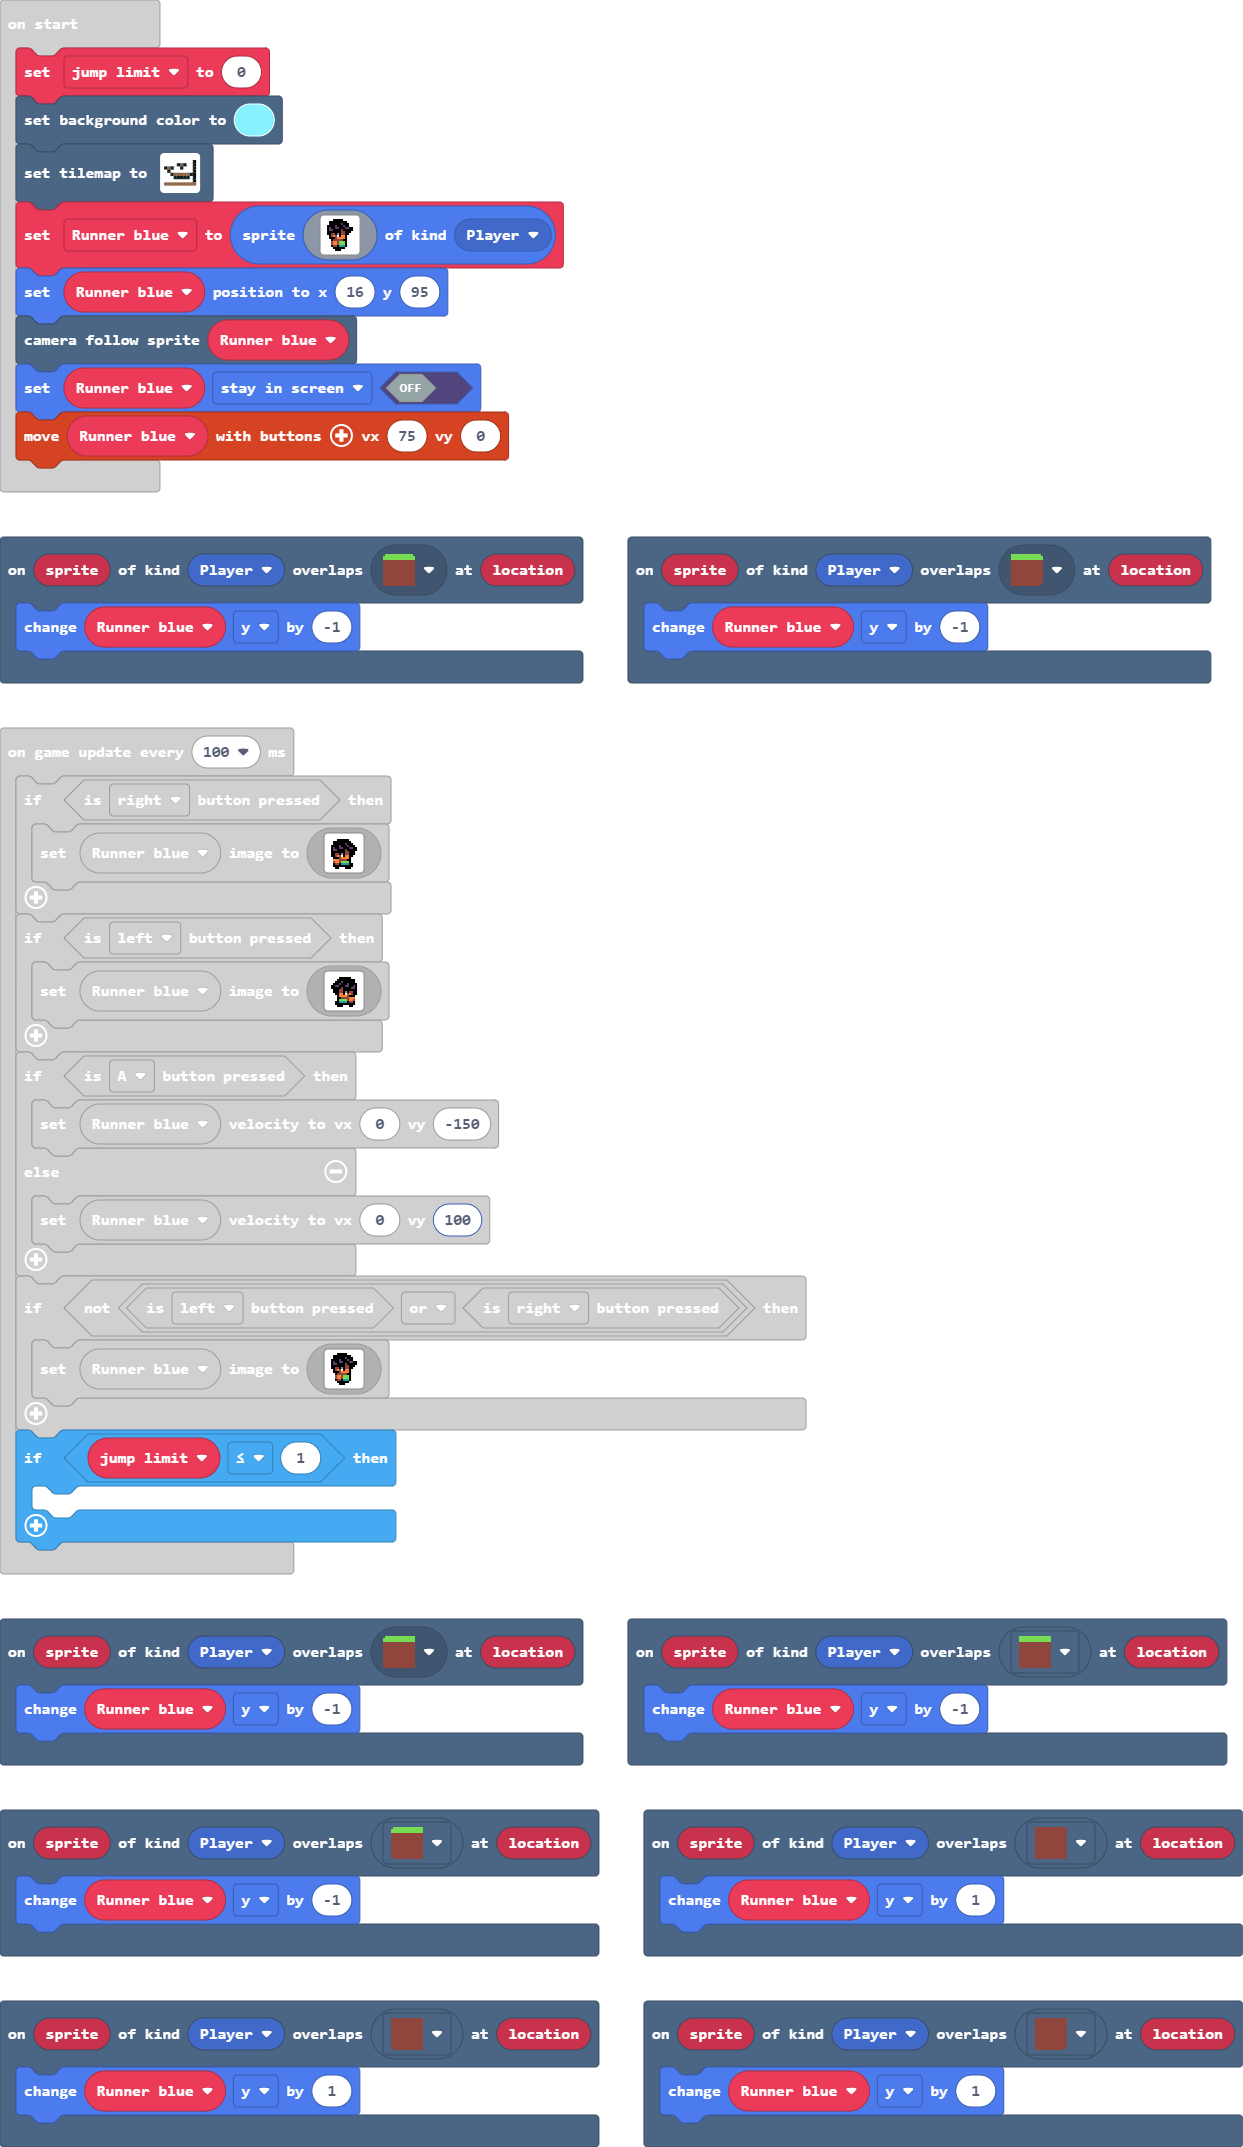 on start
set jump limit to 0
set background color to
set tilemap to
set Runner blue to sprite of kind Player
set Runner blue position to x 16 y 95
camera follow sprite Runner blue
set Runner blue stay in screen OFF
move Runner blue with buttons vx 75 vy 0
on sprite of kind Player overlaps at location
change Runner blue y by -1
on sprite of kind Player overlaps at location
change Runner blue y by -1
on game update every 100 ms
if is right button pressed then
set Runner blue image to
if is left button pressed then
set Runner blue image to
if is A button pressed then
set Runner blue velocity to vx 0 vy -150
else
set Runner blue velocity to vx 0 vy 100
if not is left button pressed or is right button pressed then
set Runner blue image to
if jump limit ≤ 1 then
on sprite of kind Player overlaps at location
change Runner blue y by -1
on sprite of kind Player overlaps at location
change Runner blue y by -1
on sprite of kind Player overlaps at location
change Runner blue y by -1
on sprite of kind Player overlaps at location
change Runner blue y by 1
on sprite of kind Player overlaps at location
change Runner blue y by 1
on sprite of kind Player overlaps at location
change Runner blue y by 1